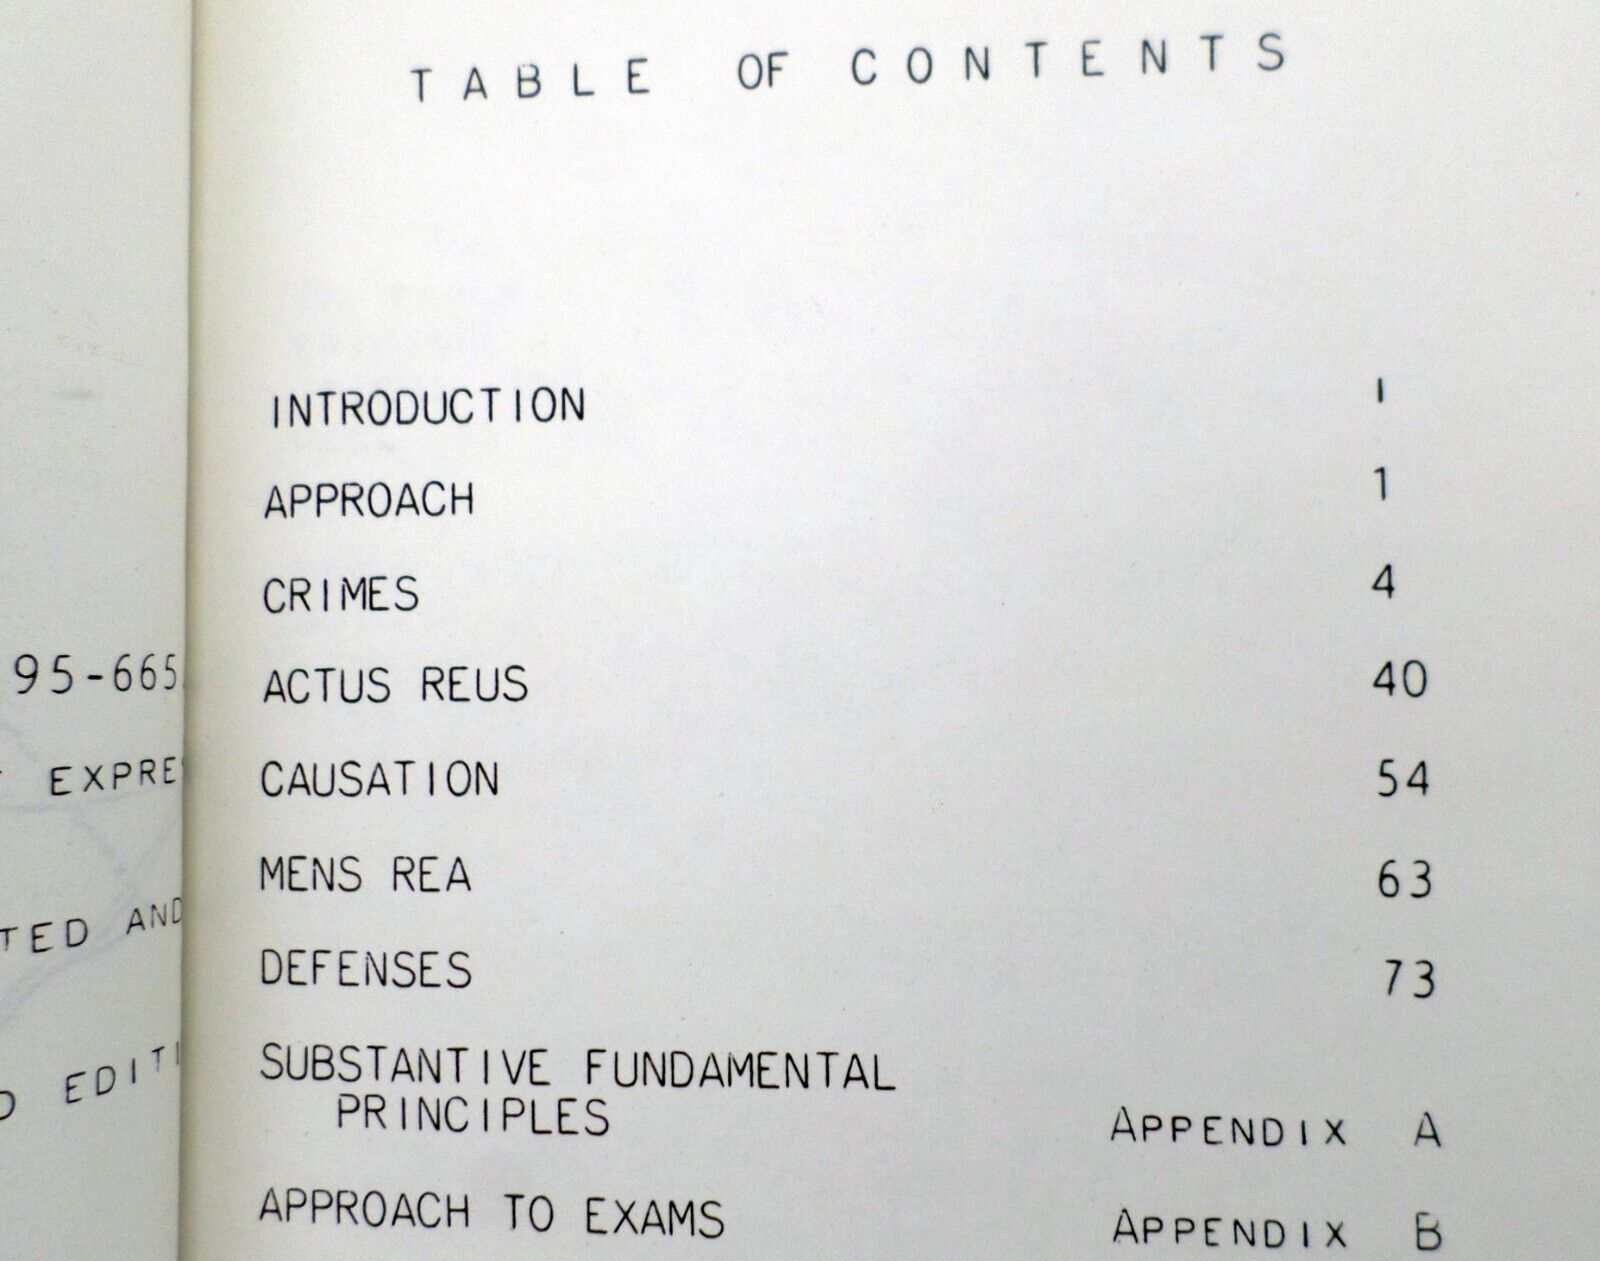 TABLE OF CONTENTS
INTRODUCTION I
APPROACH 1
CRIMES 4
ACTUS REUS 40
CAUSATION 54
MENS REA 63
DEFENSES 73
SUBSTANTIVE FUNDAMENTAL
PRINCIPLES APPENDIX A
APPROACH TO EXAMS APPENDIX B
95-665
EXPRE
TED AND
D EDITI